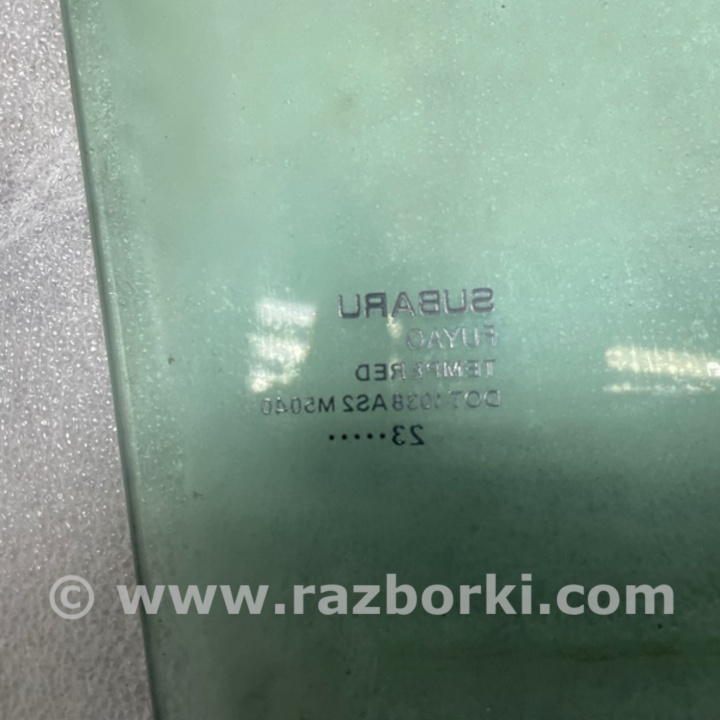 SUBARU
FUYAO
TEMPERED
DOT 1038 AS2 M5040
23•••••
© www.razborki.com